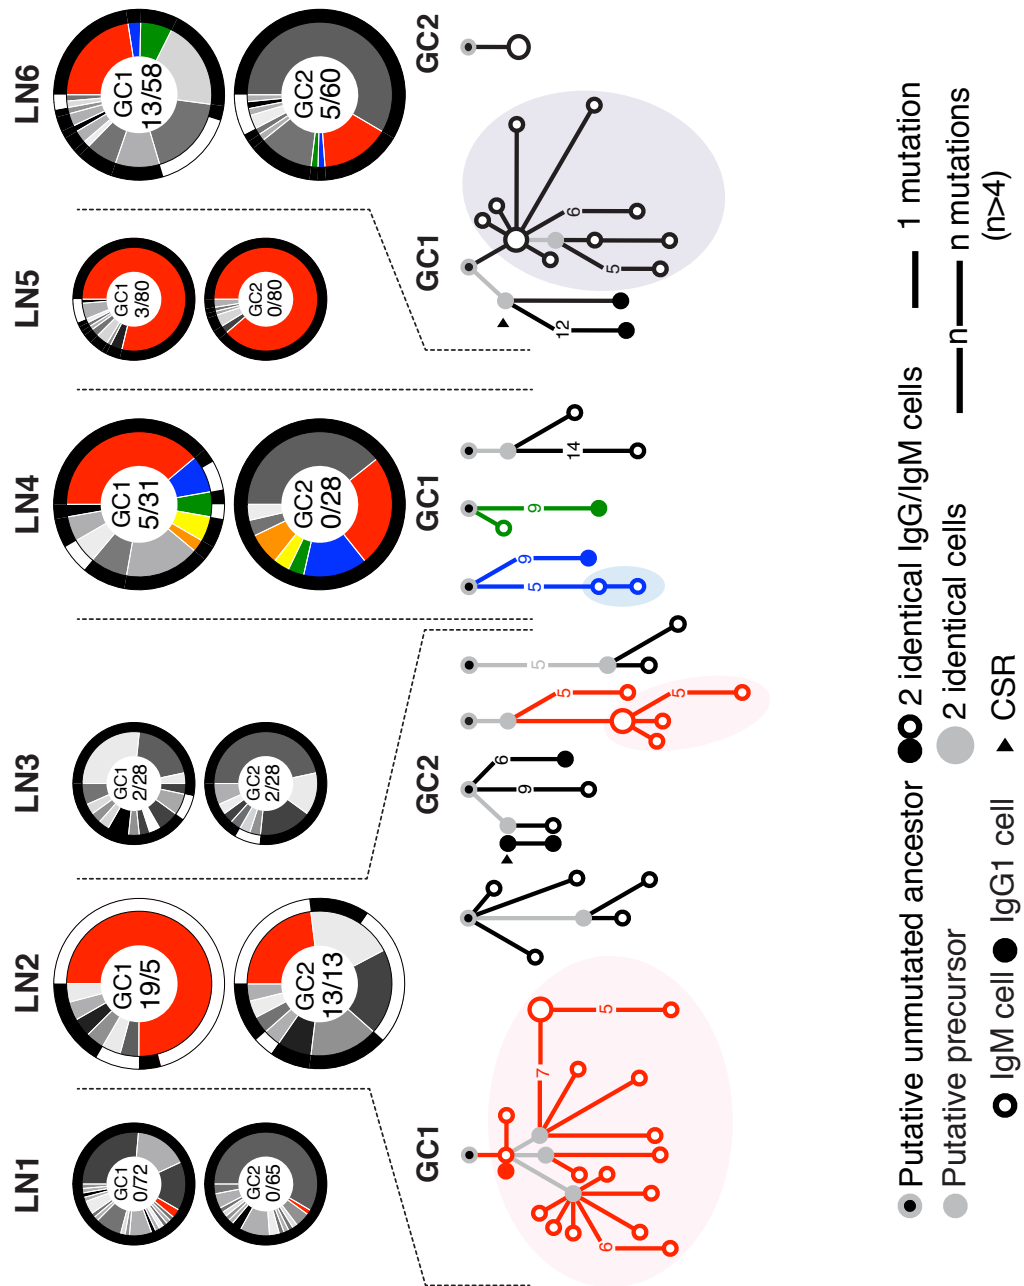 LN1 LN2 LN3 LN4 LN5 LN6
GC1
0/72
GC1
19/5
GC1
2/28
GC1
5/31
GC1
3/80
GC1
13/58
GC2
0/65
GC2
13/13
GC2
2/28
GC2
0/28
GC2
0/80
GC2
5/60
GC1 GC2 GC1 GC1 GC2
6
7
5
9
6
5
5
5
5
9
9
14
12
5
6
Putative unmutated ancestor
2 identical IgG/IgM cells
1 mutation
Putative precursor
2 identical cells
n
n mutations
(n>4)
IgM cell
IgG1 cell
CSR